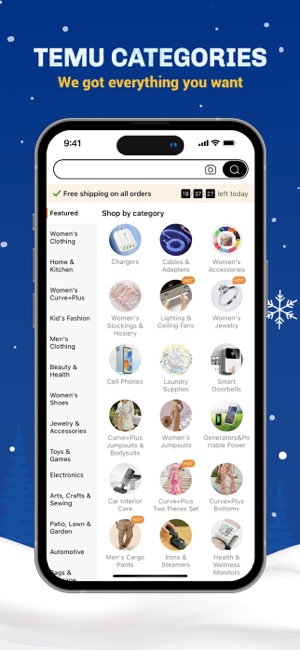 TEMU CATEGORIES
We got everything you want
9:41
Free shipping on all orders
18 : 37 : 27 left today
Featured
Shop by category
Women's
Clothing
Home &
Kitchen
Women's
Curve+Plus
Kid's Fashion
Men's
Clothing
Beauty &
Health
Women's
Shoes
Jewelry &
Accessories
Toys &
Games
Electronics
Arts, Crafts &
Sewing
Patio, Lawn &
Garden
Automotive
Bags &
Chargers
Cables &
Adapters
Women's
Accessories
Women's
Stockings &
Hosiery
HOT
Lighting &
Ceiling Fans
HOT
Women's
Jewelry
Cell Phones
Laundry
Supplies
Smart
Doorbells
Curve+Plus
Jumpsuits &
Bodysuits
Women's
Jumpsuits
Generators&Po
rtable Power
Car Interior
Care
HOT
Curve+Plus
Two Pieces Set
Curve+Plus
Bottoms
HOT
Men's Cargo
Pants
Irons &
Steamers
Health &
Wellness
Monitors